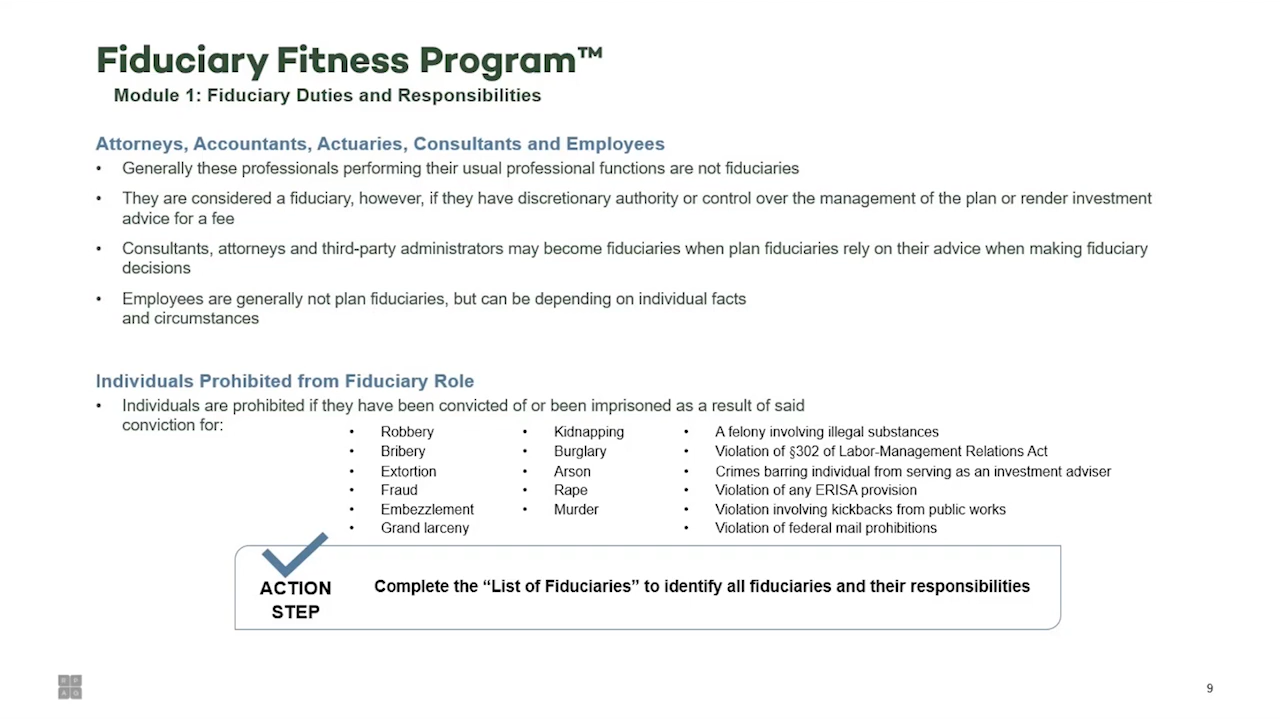 Fiduciary Fitness Program™
Module 1: Fiduciary Duties and Responsibilities
Attorneys, Accountants, Actuaries, Consultants and Employees
• Generally these professionals performing their usual professional functions are not fiduciaries
• They are considered a fiduciary, however, if they have discretionary authority or control over the management of the plan or render investment
advice for a fee
• Consultants, attorneys and third-party administrators may become fiduciaries when plan fiduciaries rely on their advice when making fiduciary
decisions
• Employees are generally not plan fiduciaries, but can be depending on individual facts
and circumstances
Individuals Prohibited from Fiduciary Role
• Individuals are prohibited if they have been convicted of or been imprisoned as a result of said
conviction for:
• Robbery
• Bribery
• Extortion
• Fraud
• Embezzlement
• Grand larceny
• Kidnapping
• Burglary
• Arson
• Rape
• Murder
• A felony involving illegal substances
• Violation of §302 of Labor-Management Relations Act
• Crimes barring individual from serving as an investment adviser
• Violation of any ERISA provision
• Violation involving kickbacks from public works
• Violation of federal mail prohibitions
ACTION
STEP
Complete the “List of Fiduciaries” to identify all fiduciaries and their responsibilities
R P
A G
9